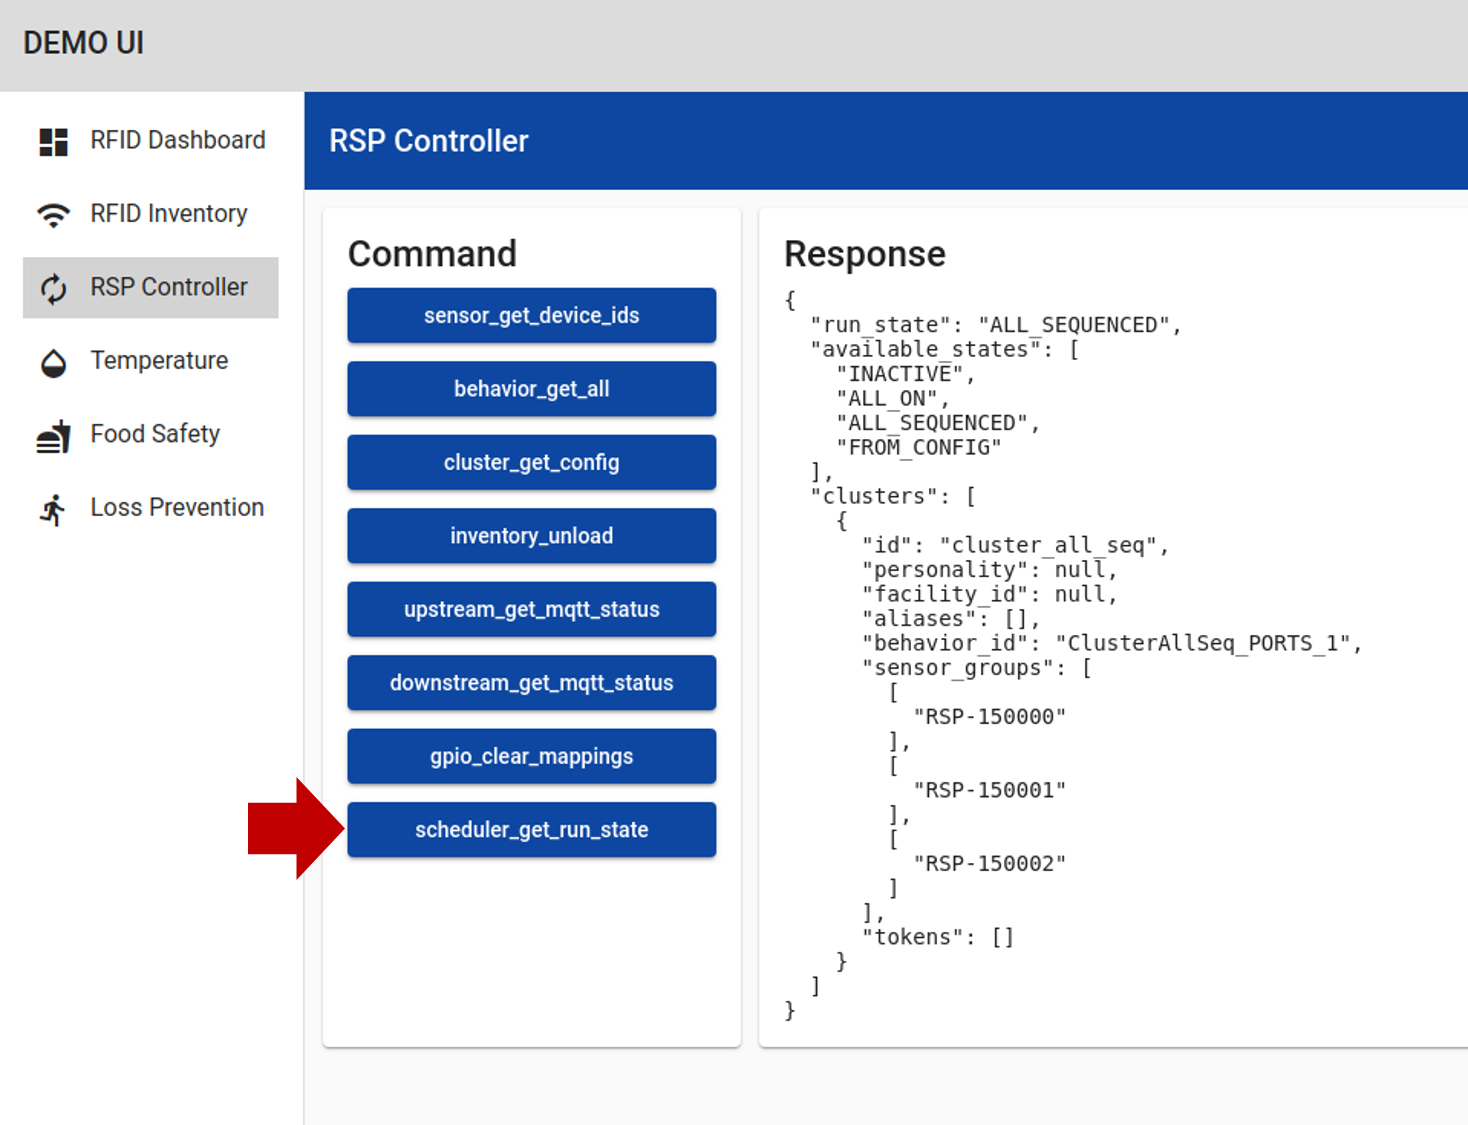 DEMO UI
RFID Dashboard
RFID Inventory
RSP Controller
Temperature
Food Safety
Loss Prevention
RSP Controller
Command
sensor_get_device_ids
behavior_get_all
cluster_get_config
inventory_unload
upstream_get_mqtt_status
downstream_get_mqtt_status
gpio_clear_mappings
scheduler_get_run_state
Response
{
  "run_state": "ALL_SEQUENCED",
  "available_states": [
    "INACTIVE",
    "ALL_ON",
    "ALL_SEQUENCED",
    "FROM_CONFIG"
  ],
  "clusters": [
    {
      "id": "cluster_all_seq",
      "personality": null,
      "facility_id": null,
      "aliases": [],
      "behavior_id": "ClusterAllSeq_PORTS_1",
      "sensor_groups": [
        [
          "RSP-150000"
        ],
        [
          "RSP-150001"
        ],
        [
          "RSP-150002"
        ]
      ],
      "tokens": []
    }
  ]
}